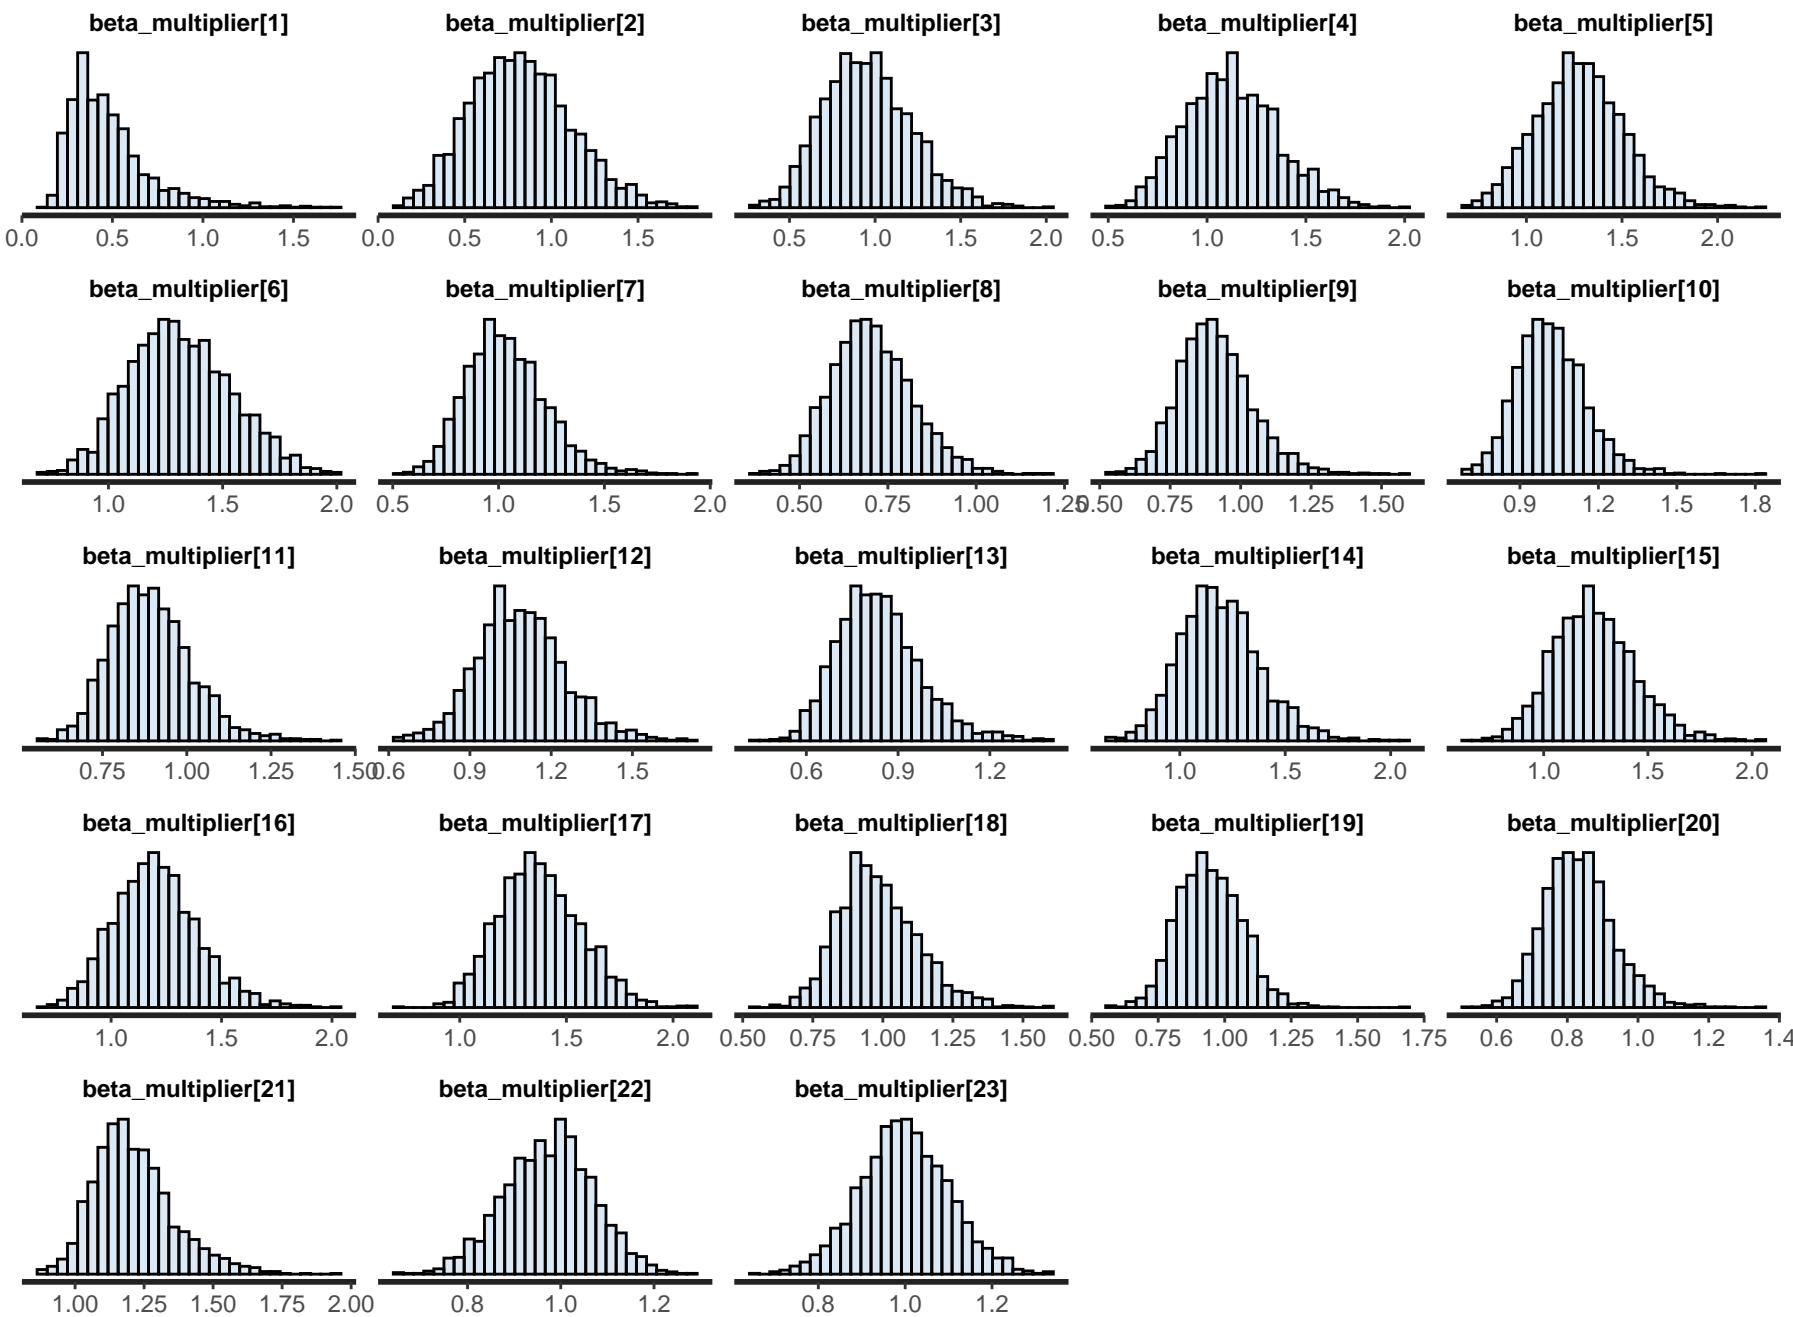 beta_multiplier[1] beta_multiplier[2] beta_multiplier[3] beta_multiplier[4] beta_multiplier[5]
0.0 0.5 1.0 1.5 0.0 0.5 1.0 1.5 0.5 1.0 1.5 2.0 0.5 1.0 1.5 2.0 1.0 1.5 2.0
beta_multiplier[6] beta_multiplier[7] beta_multiplier[8] beta_multiplier[9] beta_multiplier[10]
1.0 1.5 2.0 0.5 1.0 1.5 2.0 0.50 0.75 1.00 1.25 0.50 0.75 1.00 1.25 1.50 0.9 1.2 1.5 1.8
beta_multiplier[11] beta_multiplier[12] beta_multiplier[13] beta_multiplier[14] beta_multiplier[15]
0.75 1.00 1.25 1.50 0.6 0.9 1.2 1.5 0.6 0.9 1.2 1.0 1.5 2.0 1.0 1.5 2.0
beta_multiplier[16] beta_multiplier[17] beta_multiplier[18] beta_multiplier[19] beta_multiplier[20]
1.0 1.5 2.0 1.0 1.5 2.0 0.50 0.75 1.00 1.25 1.50 0.50 0.75 1.00 1.25 1.50 1.75 0.6 0.8 1.0 1.2 1.4
beta_multiplier[21] beta_multiplier[22] beta_multiplier[23]
1.00 1.25 1.50 1.75 2.00 0.8 1.0 1.2 0.8 1.0 1.2